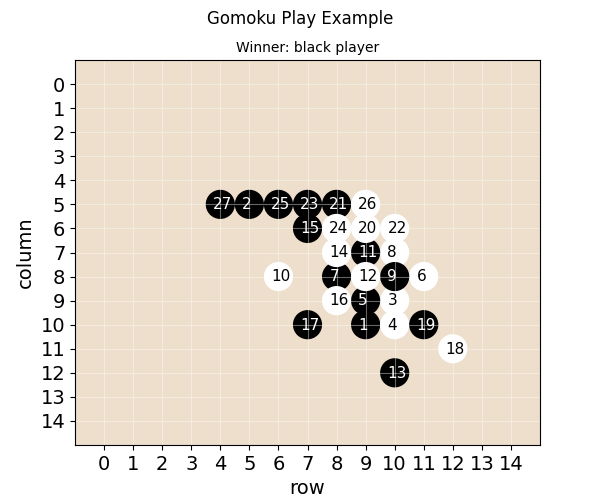 Gomoku Play Example
Winner: black player
0
1
2
3
4
5 27 2 25 23 21 26
6 15 24 20 22
7 14 11 8
8 10 7 12 9 6
9 16 5 3
10 17 1 4 19
11 18
12 13
13
14
column
0 1 2 3 4 5 6 7 8 9 10 11 12 13 14
row